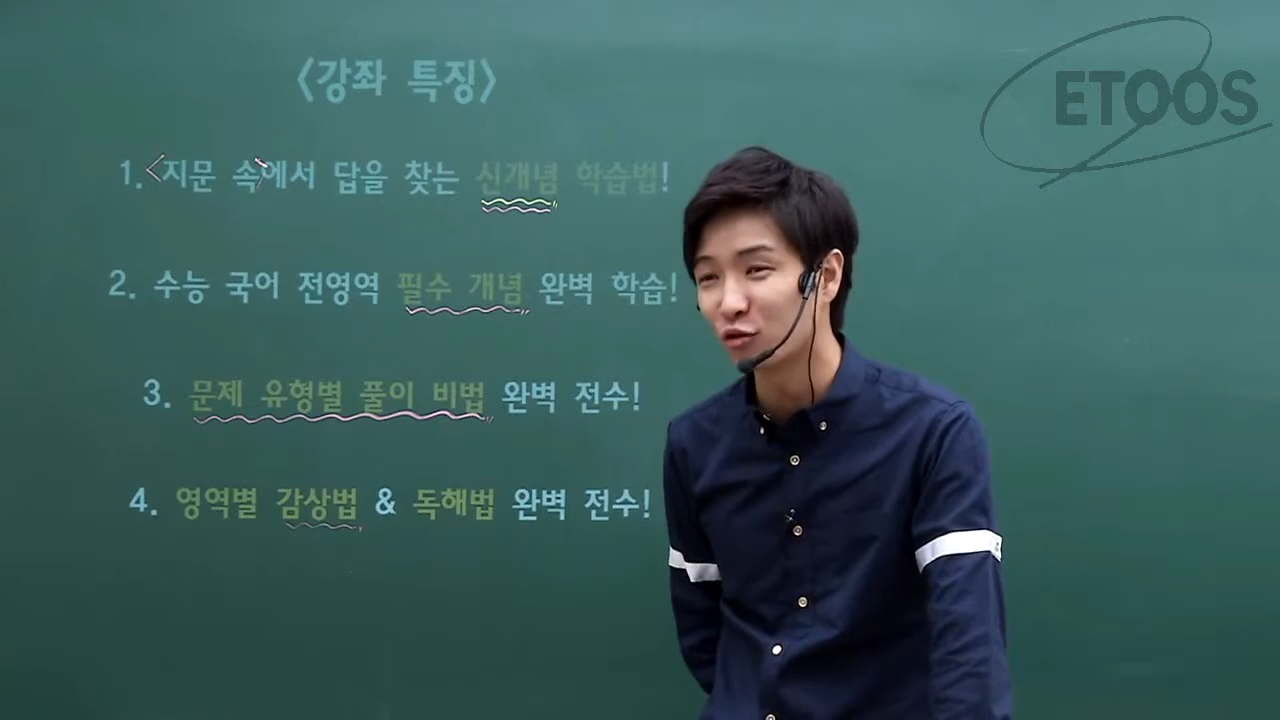 ETOOS
<강좌 특징>
1. 지문 속에서 답을 찾는 신개념 학습법!
2. 수능 국어 전영역 필수 개념 완벽 학습!
3. 문제 유형별 풀이 비법 완벽 전수!
4. 영역별 감상법 & 독해법 완벽 전수!